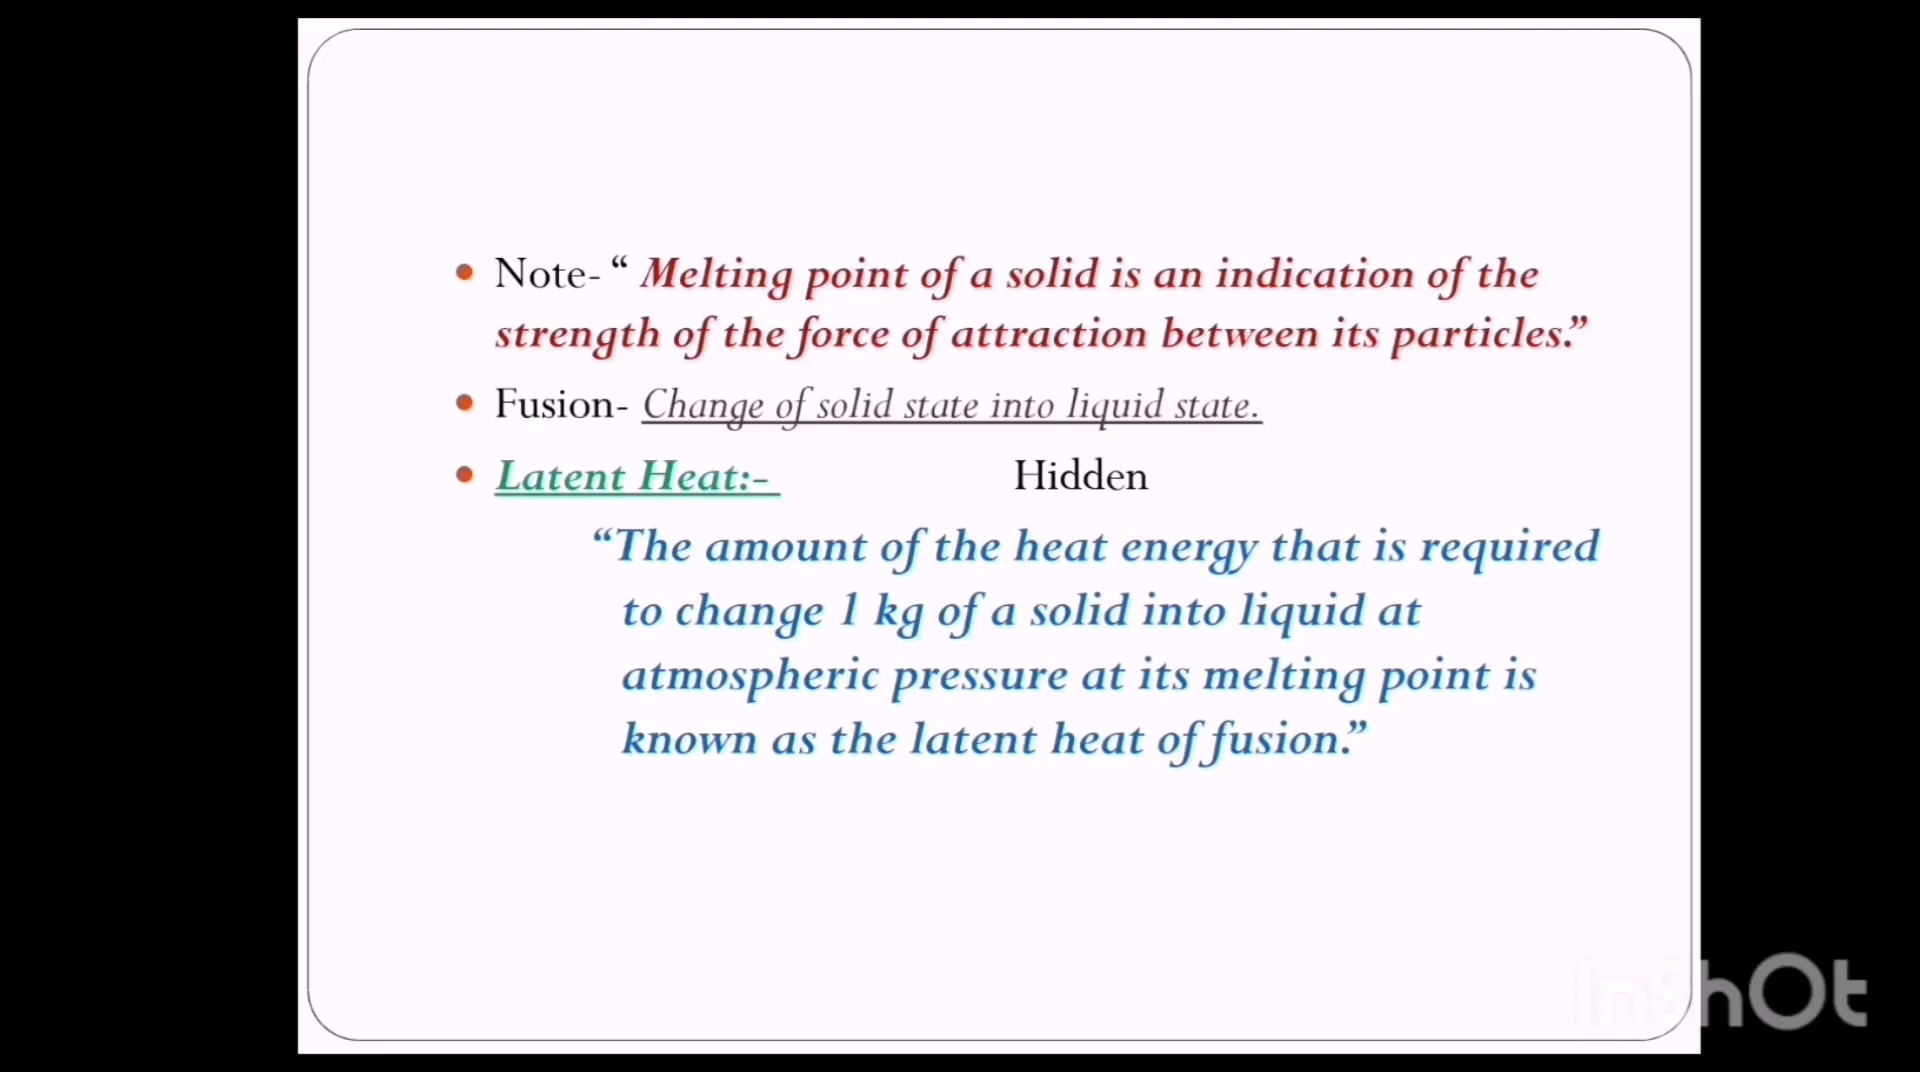 Note- “ Melting point of a solid is an indication of the
strength of the force of attraction between its particles.”
Fusion- Change of solid state into liquid state.
Latent Heat:- Hidden
“The amount of the heat energy that is required
to change 1 kg of a solid into liquid at
atmospheric pressure at its melting point is
known as the latent heat of fusion.”
InShOt